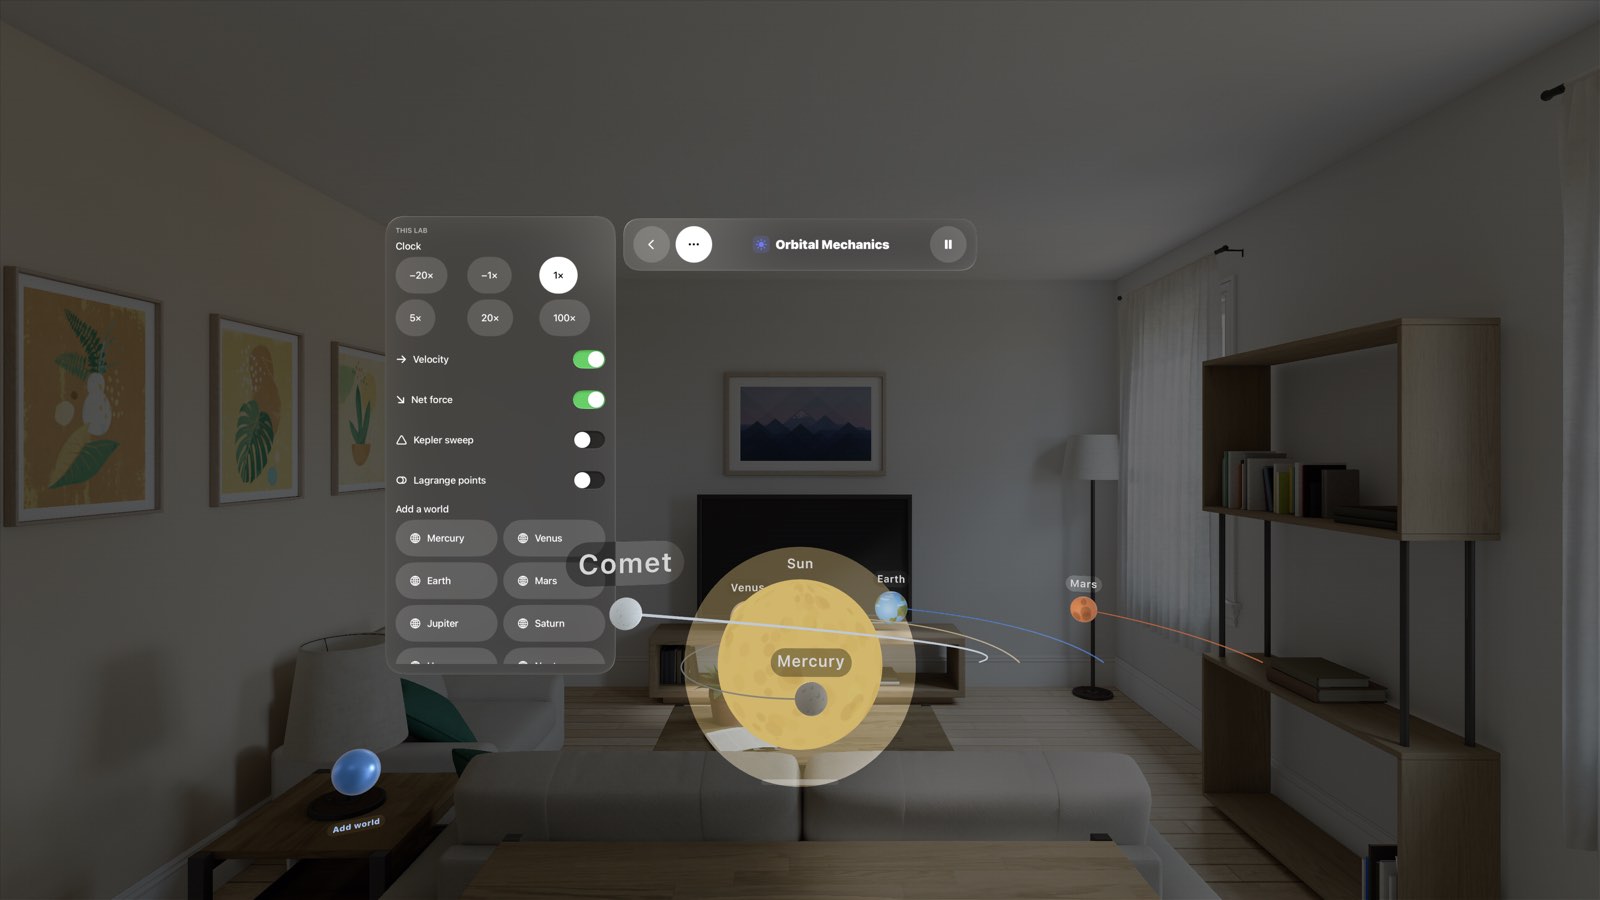 THIS LAB
Clock
−20×
−1×
1×
5×
20×
100×
Velocity
Net force
Kepler sweep
Lagrange points
Add a world
Mercury
Venus
Earth
Mars
Jupiter
Saturn
Orbital Mechanics
Comet
Sun
Venus
Earth
Mars
Mercury
Add world